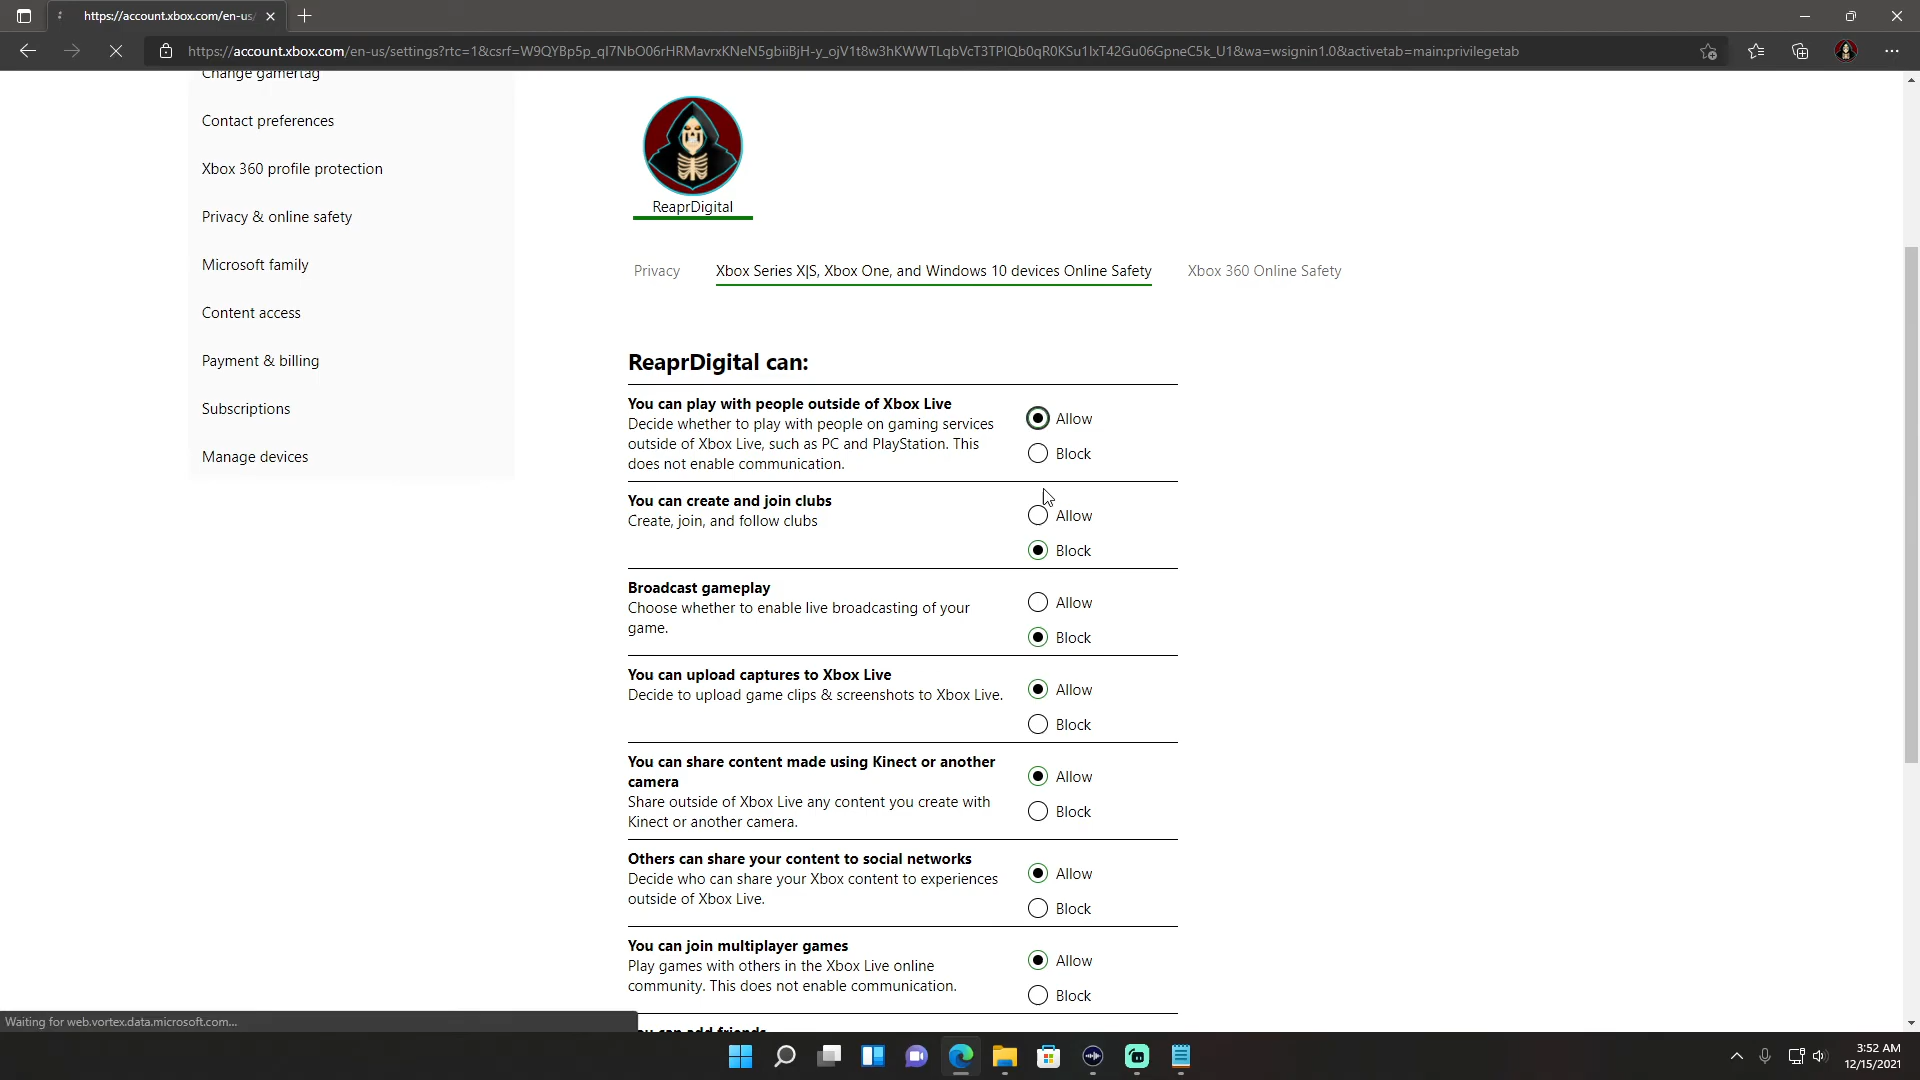 https://account.xbox.com/en-us/
https://account.xbox.com/en-us/settings?rtc=1&csrf=W9QYBp5p_qI7NbO06rHRMavrxKNeN5gbiiBjH-y_ojV1t8w3hKWWTLqbVcT3TPIQb0qR0KSu1IxT42Gu06GpneC5k_U1&wa=wsignin1.0&activetab=main:privilegetab
Change gamertag
Contact preferences
Xbox 360 profile protection
Privacy & online safety
Microsoft family
Content access
Payment & billing
Subscriptions
Manage devices
ReaprDigital
Privacy
Xbox Series X|S, Xbox One, and Windows 10 devices Online Safety
Xbox 360 Online Safety
ReaprDigital can:
You can play with people outside of Xbox Live
Decide whether to play with people on gaming services
outside of Xbox Live, such as PC and PlayStation. This
does not enable communication.
Allow
Block
You can create and join clubs
Create, join, and follow clubs
Allow
Block
Broadcast gameplay
Choose whether to enable live broadcasting of your
game.
Allow
Block
You can upload captures to Xbox Live
Decide to upload game clips & screenshots to Xbox Live.
Allow
Block
You can share content made using Kinect or another
camera
Share outside of Xbox Live any content you create with
Kinect or another camera.
Allow
Block
Others can share your content to social networks
Decide who can share your Xbox content to experiences
outside of Xbox Live.
Allow
Block
You can join multiplayer games
Play games with others in the Xbox Live online
community. This does not enable communication.
Allow
Block
You can add friends
Waiting for web.vortex.data.microsoft.com...
3:52 AM
12/15/2021